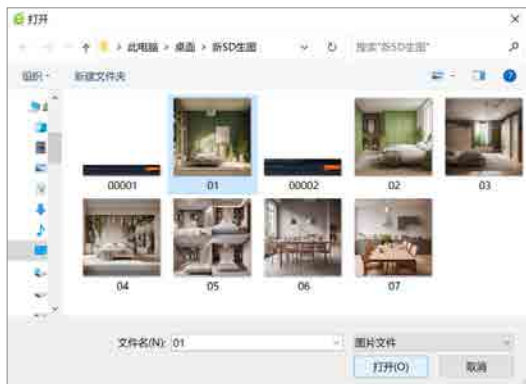 打开
此电脑 > 桌面 > 新SD生图
搜索"新SD生图"
组织
新建文件夹
00001
01
00002
02
03
04
05
06
07
文件名(N): 01
图片文件
打开(O)
取消